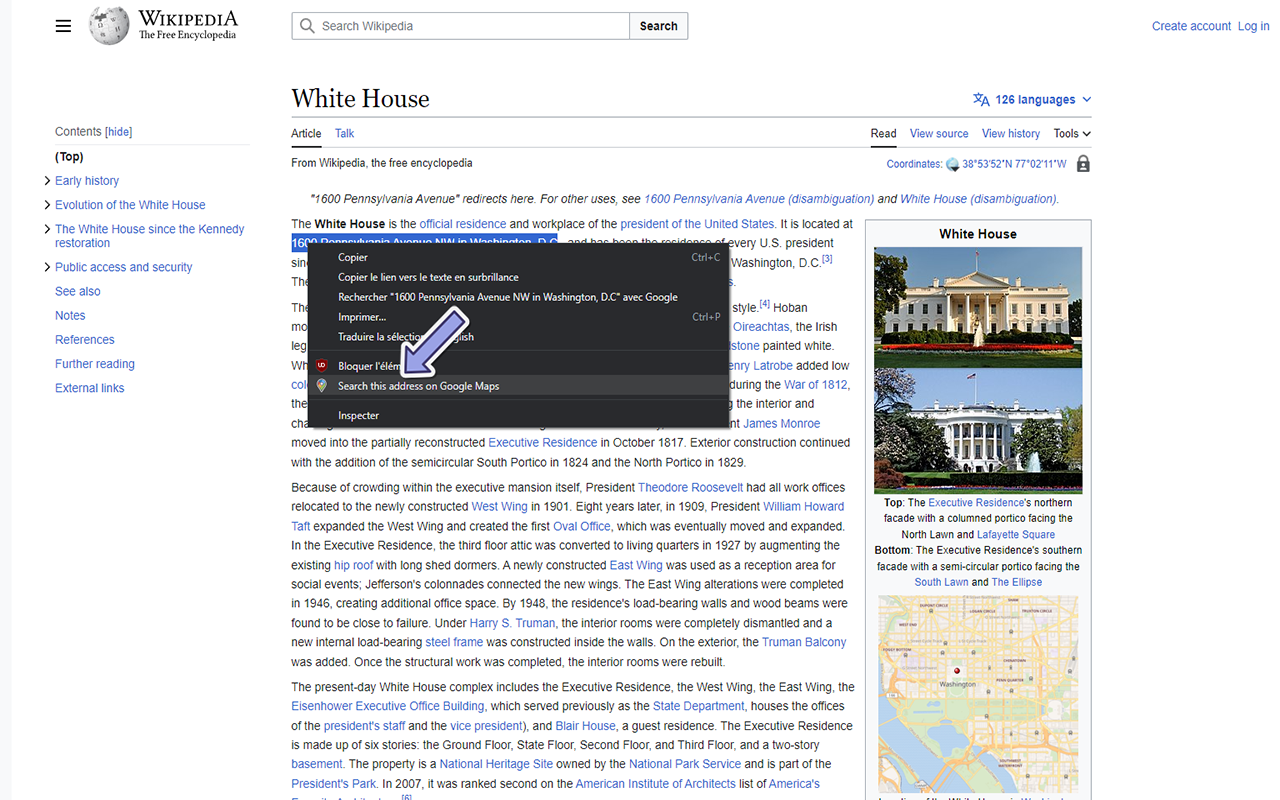 WIKIPEDIA
The Free Encyclopedia
Search Wikipedia
Search
Create account Log in
White House
126 languages
Contents [hide]
(Top)
Early history
Evolution of the White House
The White House since the Kennedy
restoration
Public access and security
See also
Notes
References
Further reading
External links
Article Talk
Read View source View history Tools
From Wikipedia, the free encyclopedia
Coordinates: 38°53′52″N 77°02′11″W
"1600 Pennsylvania Avenue" redirects here. For other uses, see 1600 Pennsylvania Avenue (disambiguation) and White House (disambiguation).
The White House is the official residence and workplace of the president of the United States. It is located at
1600 Pennsylvania Avenue NW in Washington, D.C., and has been the residence of every U.S. president
Washington, D.C.[3]
The
style.[4] Hoban
Oireachtas, the Irish
painted white.
Latrobe added low
during the War of 1812,
the interior and
James Monroe
Copier Ctrl+C
Copier le lien vers le texte en surbrillance
Rechercher "1600 Pennsylvania Avenue NW in Washington, D.C" avec Google
Imprimer... Ctrl+P
Traduire la sélection
Bloquer
Search this address on Google Maps
Inspecter
moved into the partially reconstructed Executive Residence in October 1817. Exterior construction continued
with the addition of the semicircular South Portico in 1824 and the North Portico in 1829.
Because of crowding within the executive mansion itself, President Theodore Roosevelt had all work offices
relocated to the newly constructed West Wing in 1901. Eight years later, in 1909, President William Howard
Taft expanded the West Wing and created the first Oval Office, which was eventually moved and expanded.
In the Executive Residence, the third floor attic was converted to living quarters in 1927 by augmenting the
existing hip roof with long shed dormers. A newly constructed East Wing was used as a reception area for
social events; Jefferson's colonnades connected the new wings. The East Wing alterations were completed
in 1946, creating additional office space. By 1948, the residence's load-bearing walls and wood beams were
found to be close to failure. Under Harry S. Truman, the interior rooms were completely dismantled and a
new internal load-bearing steel frame was constructed inside the walls. On the exterior, the Truman Balcony
was added. Once the structural work was completed, the interior rooms were rebuilt.
The present-day White House complex includes the Executive Residence, the West Wing, the East Wing, the
Eisenhower Executive Office Building, which served previously as the State Department, houses the offices
of the president's staff and the vice president), and Blair House, a guest residence. The Executive Residence
is made up of six stories: the Ground Floor, State Floor, Second Floor, and Third Floor, and a two-story
basement. The property is a National Heritage Site owned by the National Park Service and is part of the
President's Park. In 2007, it was ranked second on the American Institute of Architects list of America's
White House
Top: The Executive Residence's northern
facade with a columned portico facing the
North Lawn and Lafayette Square
Bottom: The Executive Residence's southern
facade with a semi-circular portico facing the
South Lawn and The Ellipse
Washington